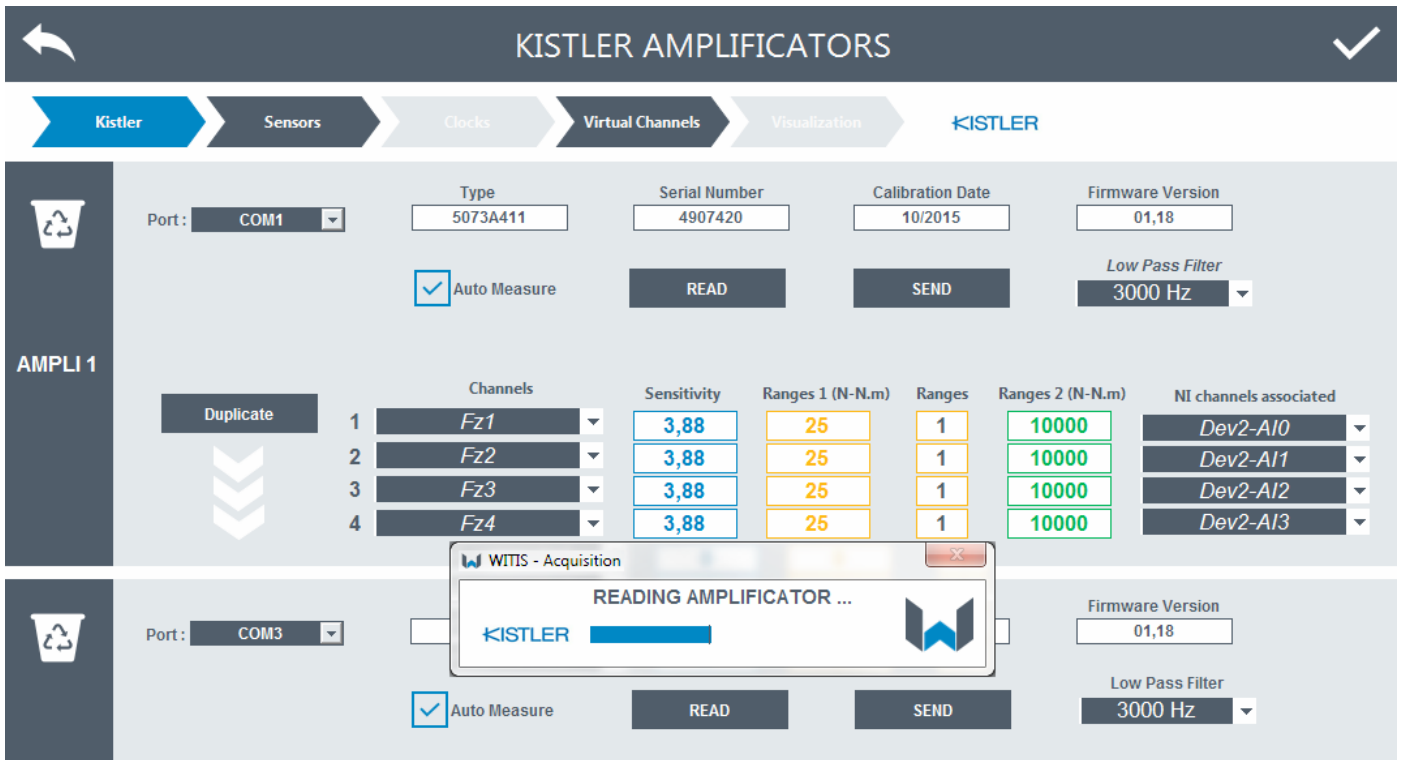 KISTLER AMPLIFICATORS
Kistler Sensors Clocks Virtual Channels Visualization KISTLER
Type Serial Number Calibration Date Firmware Version
Port : COM1 5073A411 4907420 10/2015 01,18
Low Pass Filter
Auto Measure READ SEND 3000 Hz
AMPLI 1
Channels Sensitivity Ranges 1 (N-N.m) Ranges Ranges 2 (N-N.m) NI channels associated
Duplicate
1 Fz1 3,88 25 1 10000 Dev2-AI0
2 Fz2 3,88 25 1 10000 Dev2-AI1
3 Fz3 3,88 25 1 10000 Dev2-AI2
4 Fz4 3,88 25 1 10000 Dev2-AI3
WITIS - Acquisition
READING AMPLIFICATOR ...
KISTLER
Firmware Version
Port : COM3 01,18
Low Pass Filter
Auto Measure READ SEND 3000 Hz